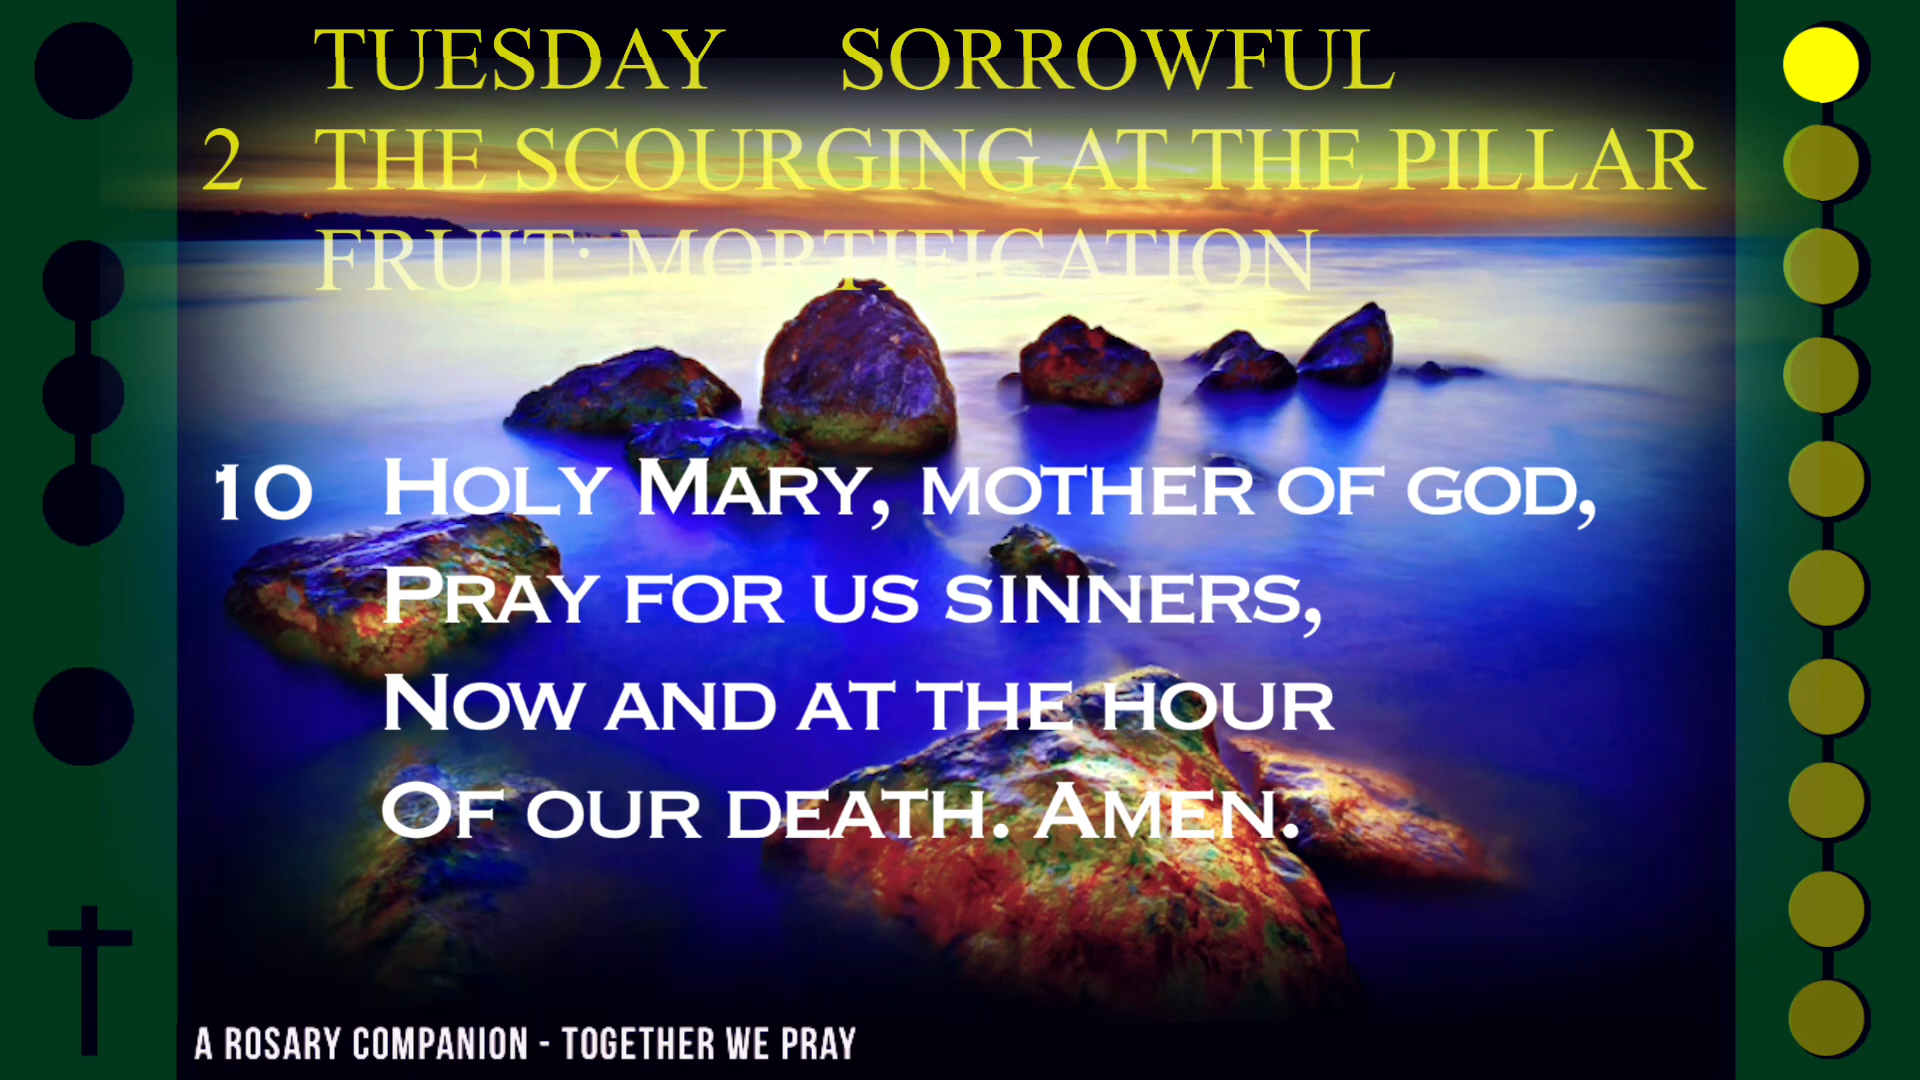 TUESDAY SORROWFUL
2 THE SCOURGING AT THE PILLAR
FRUIT: MORTIFICATION
10 HOLY MARY, MOTHER OF GOD,
PRAY FOR US SINNERS,
NOW AND AT THE HOUR
OF OUR DEATH. AMEN.
A ROSARY COMPANION - TOGETHER WE PRAY